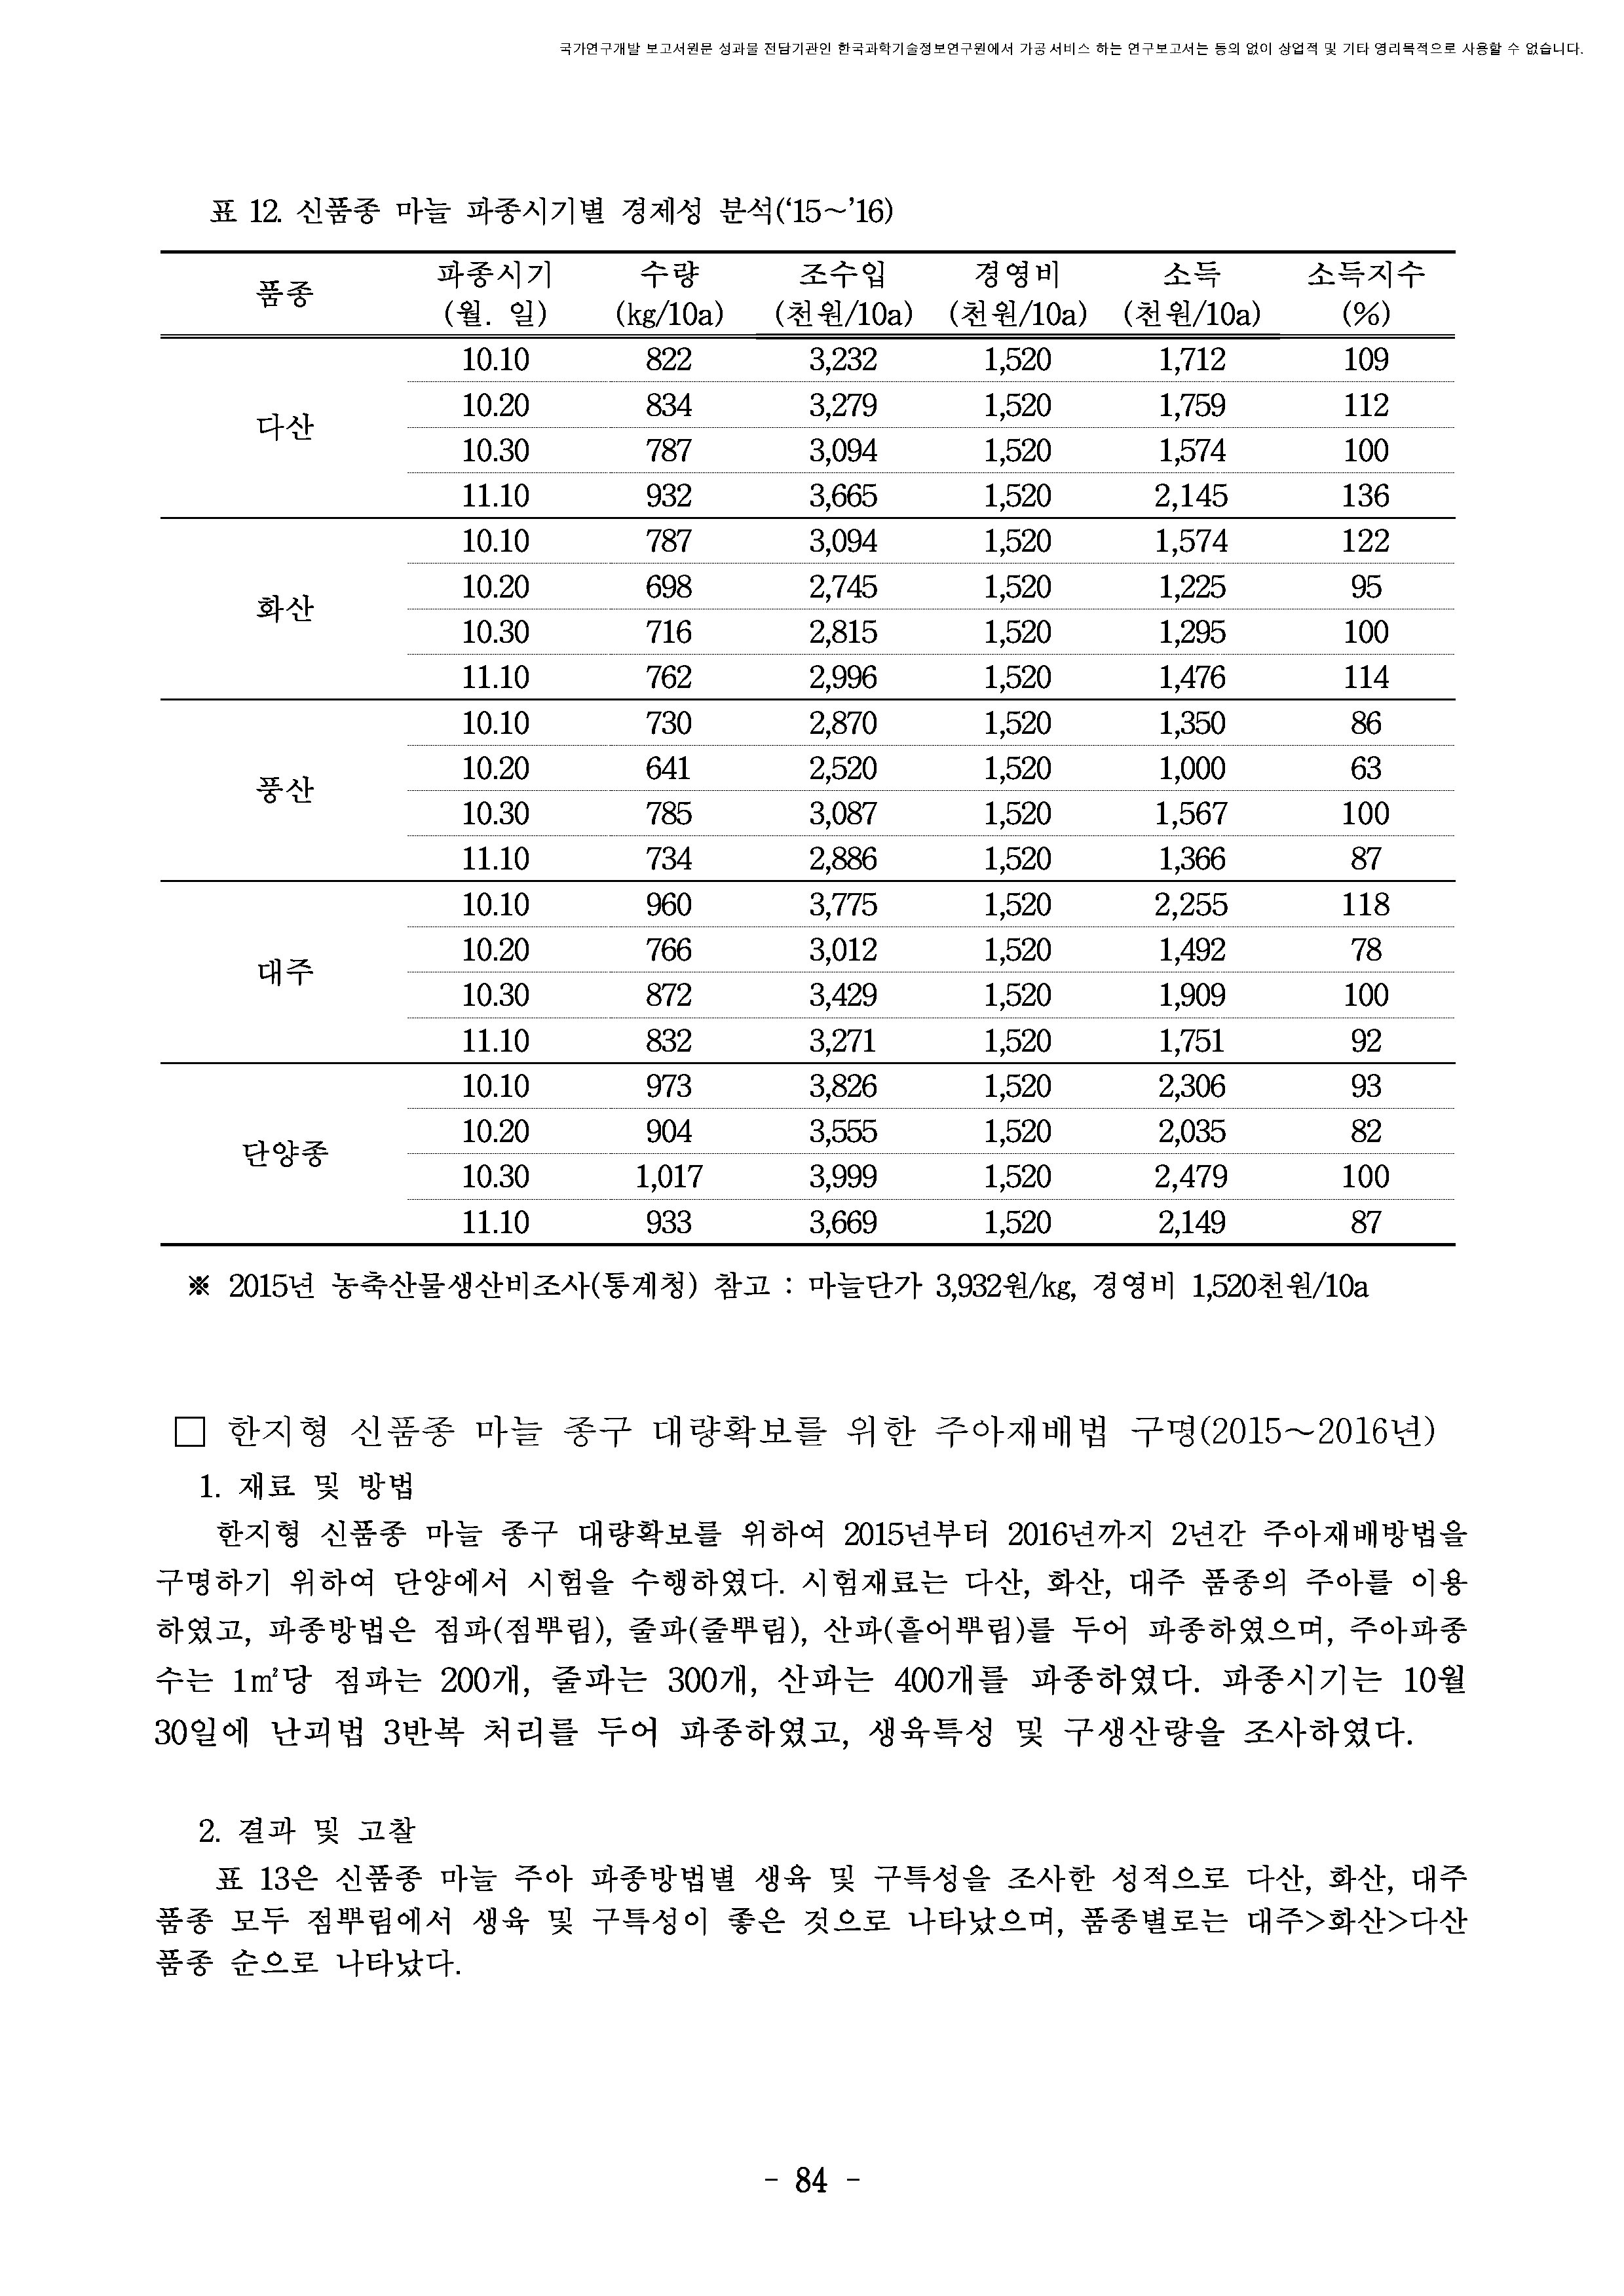 국가연구개발 보고서원문 성과물 전담기관인 한국과학기술정보연구원에서 가공·서비스 하는 연구보고서는 동의 없이 상업적 및 기타 영리목적으로 사용할 수 없습니다.
표 12. 신품종 마늘 파종시기별 경제성 분석(‘15~’16)
품종 파종시기 (월. 일) 수량 (kg/10a) 조수입 (천원/10a) 경영비 (천원/10a) 소득 (천원/10a) 소득지수 (%)
다산 10.10 822 3,232 1,520 1,712 109
10.20 834 3,279 1,520 1,759 112
10.30 787 3,094 1,520 1,574 100
11.10 932 3,665 1,520 2,145 136
화산 10.10 787 3,094 1,520 1,574 122
10.20 698 2,745 1,520 1,225 95
10.30 716 2,815 1,520 1,295 100
11.10 762 2,996 1,520 1,476 114
풍산 10.10 730 2,870 1,520 1,350 86
10.20 641 2,520 1,520 1,000 63
10.30 785 3,087 1,520 1,567 100
11.10 734 2,886 1,520 1,366 87
대주 10.10 960 3,775 1,520 2,255 118
10.20 766 3,012 1,520 1,492 78
10.30 872 3,429 1,520 1,909 100
11.10 832 3,271 1,520 1,751 92
단양종 10.10 973 3,826 1,520 2,306 93
10.20 904 3,555 1,520 2,035 82
10.30 1,017 3,999 1,520 2,479 100
11.10 933 3,669 1,520 2,149 87
※ 2015년 농축산물생산비조사(통계청) 참고 : 마늘단가 3,932원/kg, 경영비 1,520천원/10a
□ 한지형 신품종 마늘 종구 대량확보를 위한 주아재배법 구명(2015~2016년)
1. 재료 및 방법
한지형 신품종 마늘 종구 대량확보를 위하여 2015년부터 2016년까지 2년간 주아재배방법을
구명하기 위하여 단양에서 시험을 수행하였다. 시험재료는 다산, 화산, 대주 품종의 주아를 이용
하였고, 파종방법은 점파(점뿌림), 줄파(줄뿌림), 산파(흩어뿌림)를 두어 파종하였으며, 주아파종
수는 1㎡당 점파는 200개, 줄파는 300개, 산파는 400개를 파종하였다. 파종시기는 10월
30일에 난괴법 3반복 처리를 두어 파종하였고, 생육특성 및 구생산량을 조사하였다.
2. 결과 및 고찰
표 13은 신품종 마늘 주아 파종방법별 생육 및 구특성을 조사한 성적으로 다산, 화산, 대주
품종 모두 점뿌림에서 생육 및 구특성이 좋은 것으로 나타났으며, 품종별로는 대주>화산>다산
품종 순으로 나타났다.
- 84 -